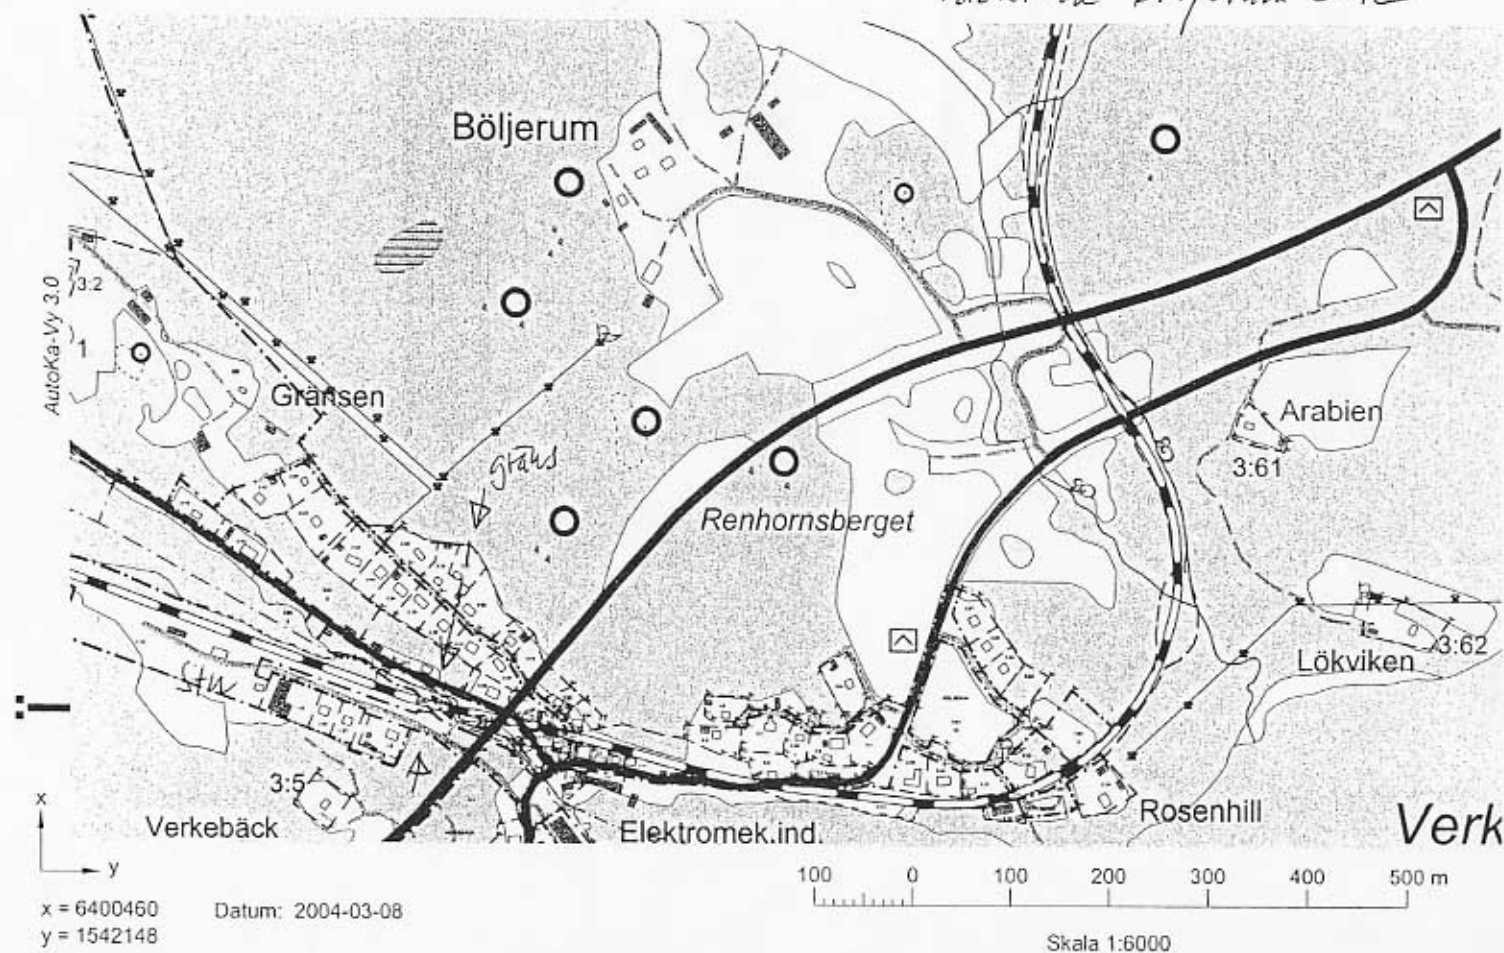 Böljerum
AutoKa-Vy 3.0
3:2
1
Gränsen
gräns
Arabien
3:61
Renhornsberget
Lökviken
3:62
3:5
Verkebäck
Elektromek.ind.
Rosenhill
Verk
x
y
x = 6400460
y = 1542148
Datum: 2004-03-08
100 0 100 200 300 400 500 m
Skala 1:6000